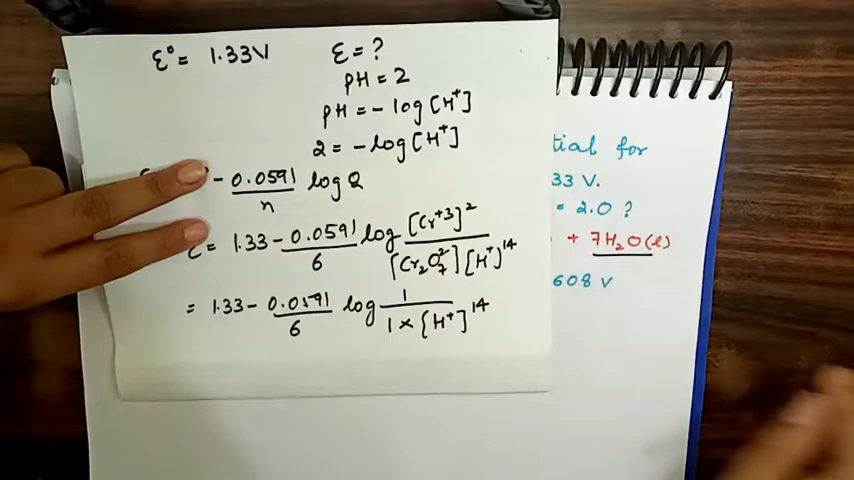 Ɛ° = 1.33V Ɛ = ?
PH = 2
PH = - log [H⁺]
2 = - log [H⁺]
- 0.0591/n log Q
Ɛ = 1.33 - 0.0591/6 log [Cr⁺³]²/[Cr₂O₇²⁻][H⁺]¹⁴
= 1.33 - 0.0591/6 log 1/1 × [H⁺]¹⁴
tial for
33 V.
= 2.0 ?
+ 7H₂O(l)
608 V